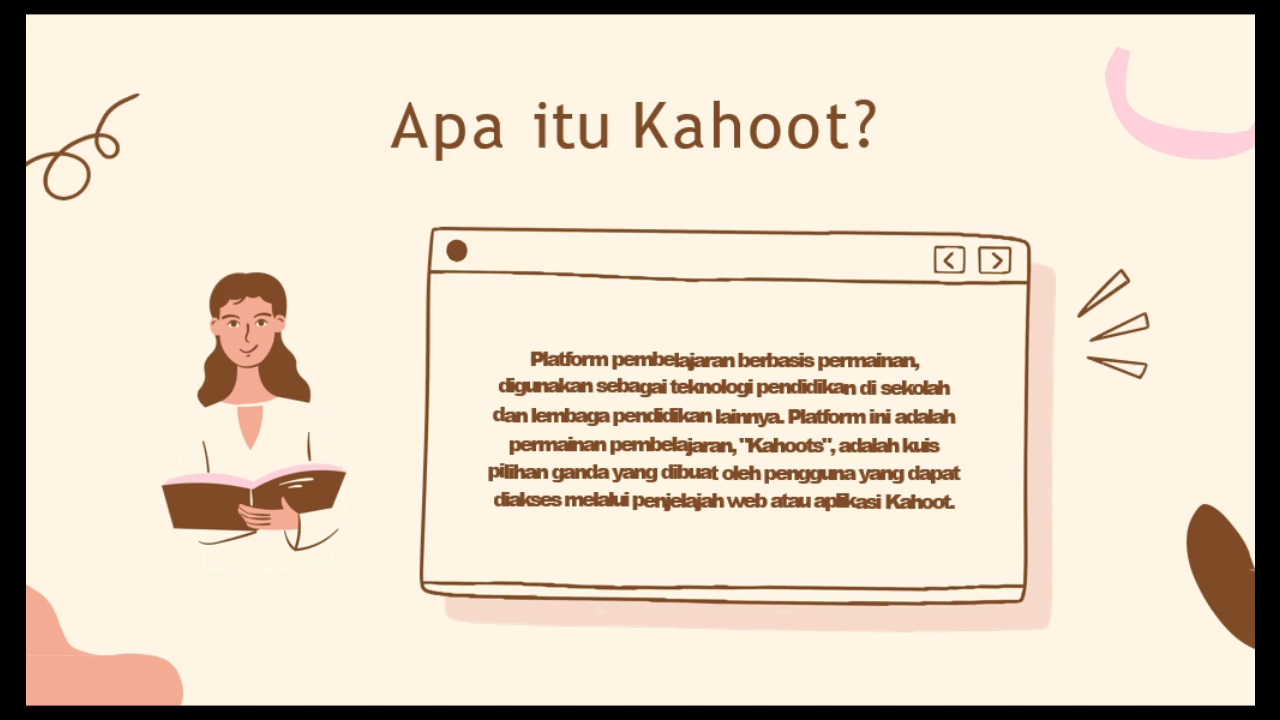 Apa itu Kahoot?
Platform pembelajaran berbasis permainan,
digunakan sebagai teknologi pendidikan di sekolah
dan lembaga pendidikan lainnya. Platform ini adalah
permainan pembelajaran, "Kahoots", adalah kuis
pilihan ganda yang dibuat oleh pengguna yang dapat
diakses melalui penjelajah web atau aplikasi Kahoot.